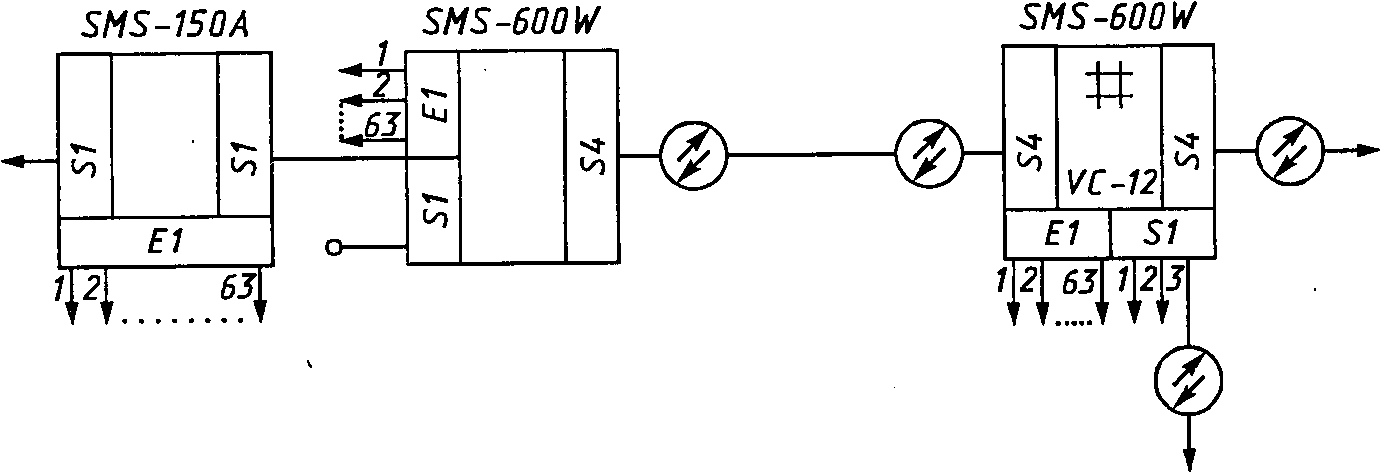 SMS-150A
S1
S1
E1
1 2 63
SMS-600W
1
2
63
E1
S1
S4
SMS-600W
S4
VC-12
S4
E1
S1
1 2 63 1 2 3